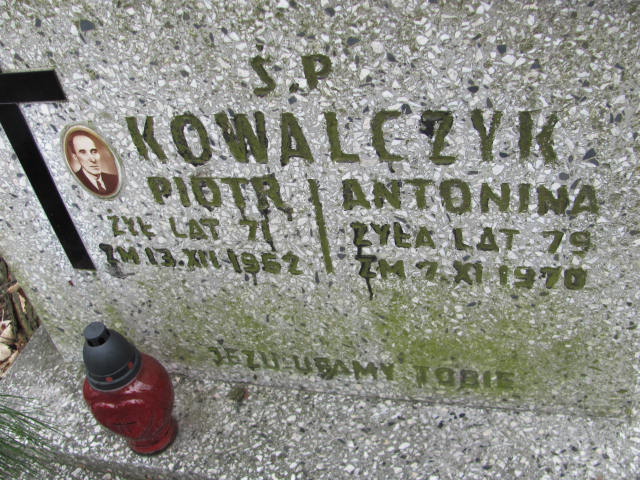 Ś.P
KOWALCZYK
PIOTR
ŻYŁ LAT 71
ZM 13.XII.1952
ANTONINA
ŻYŁA LAT 79
ZM 7.XI 1970
JEZU UFAMY TOBIE